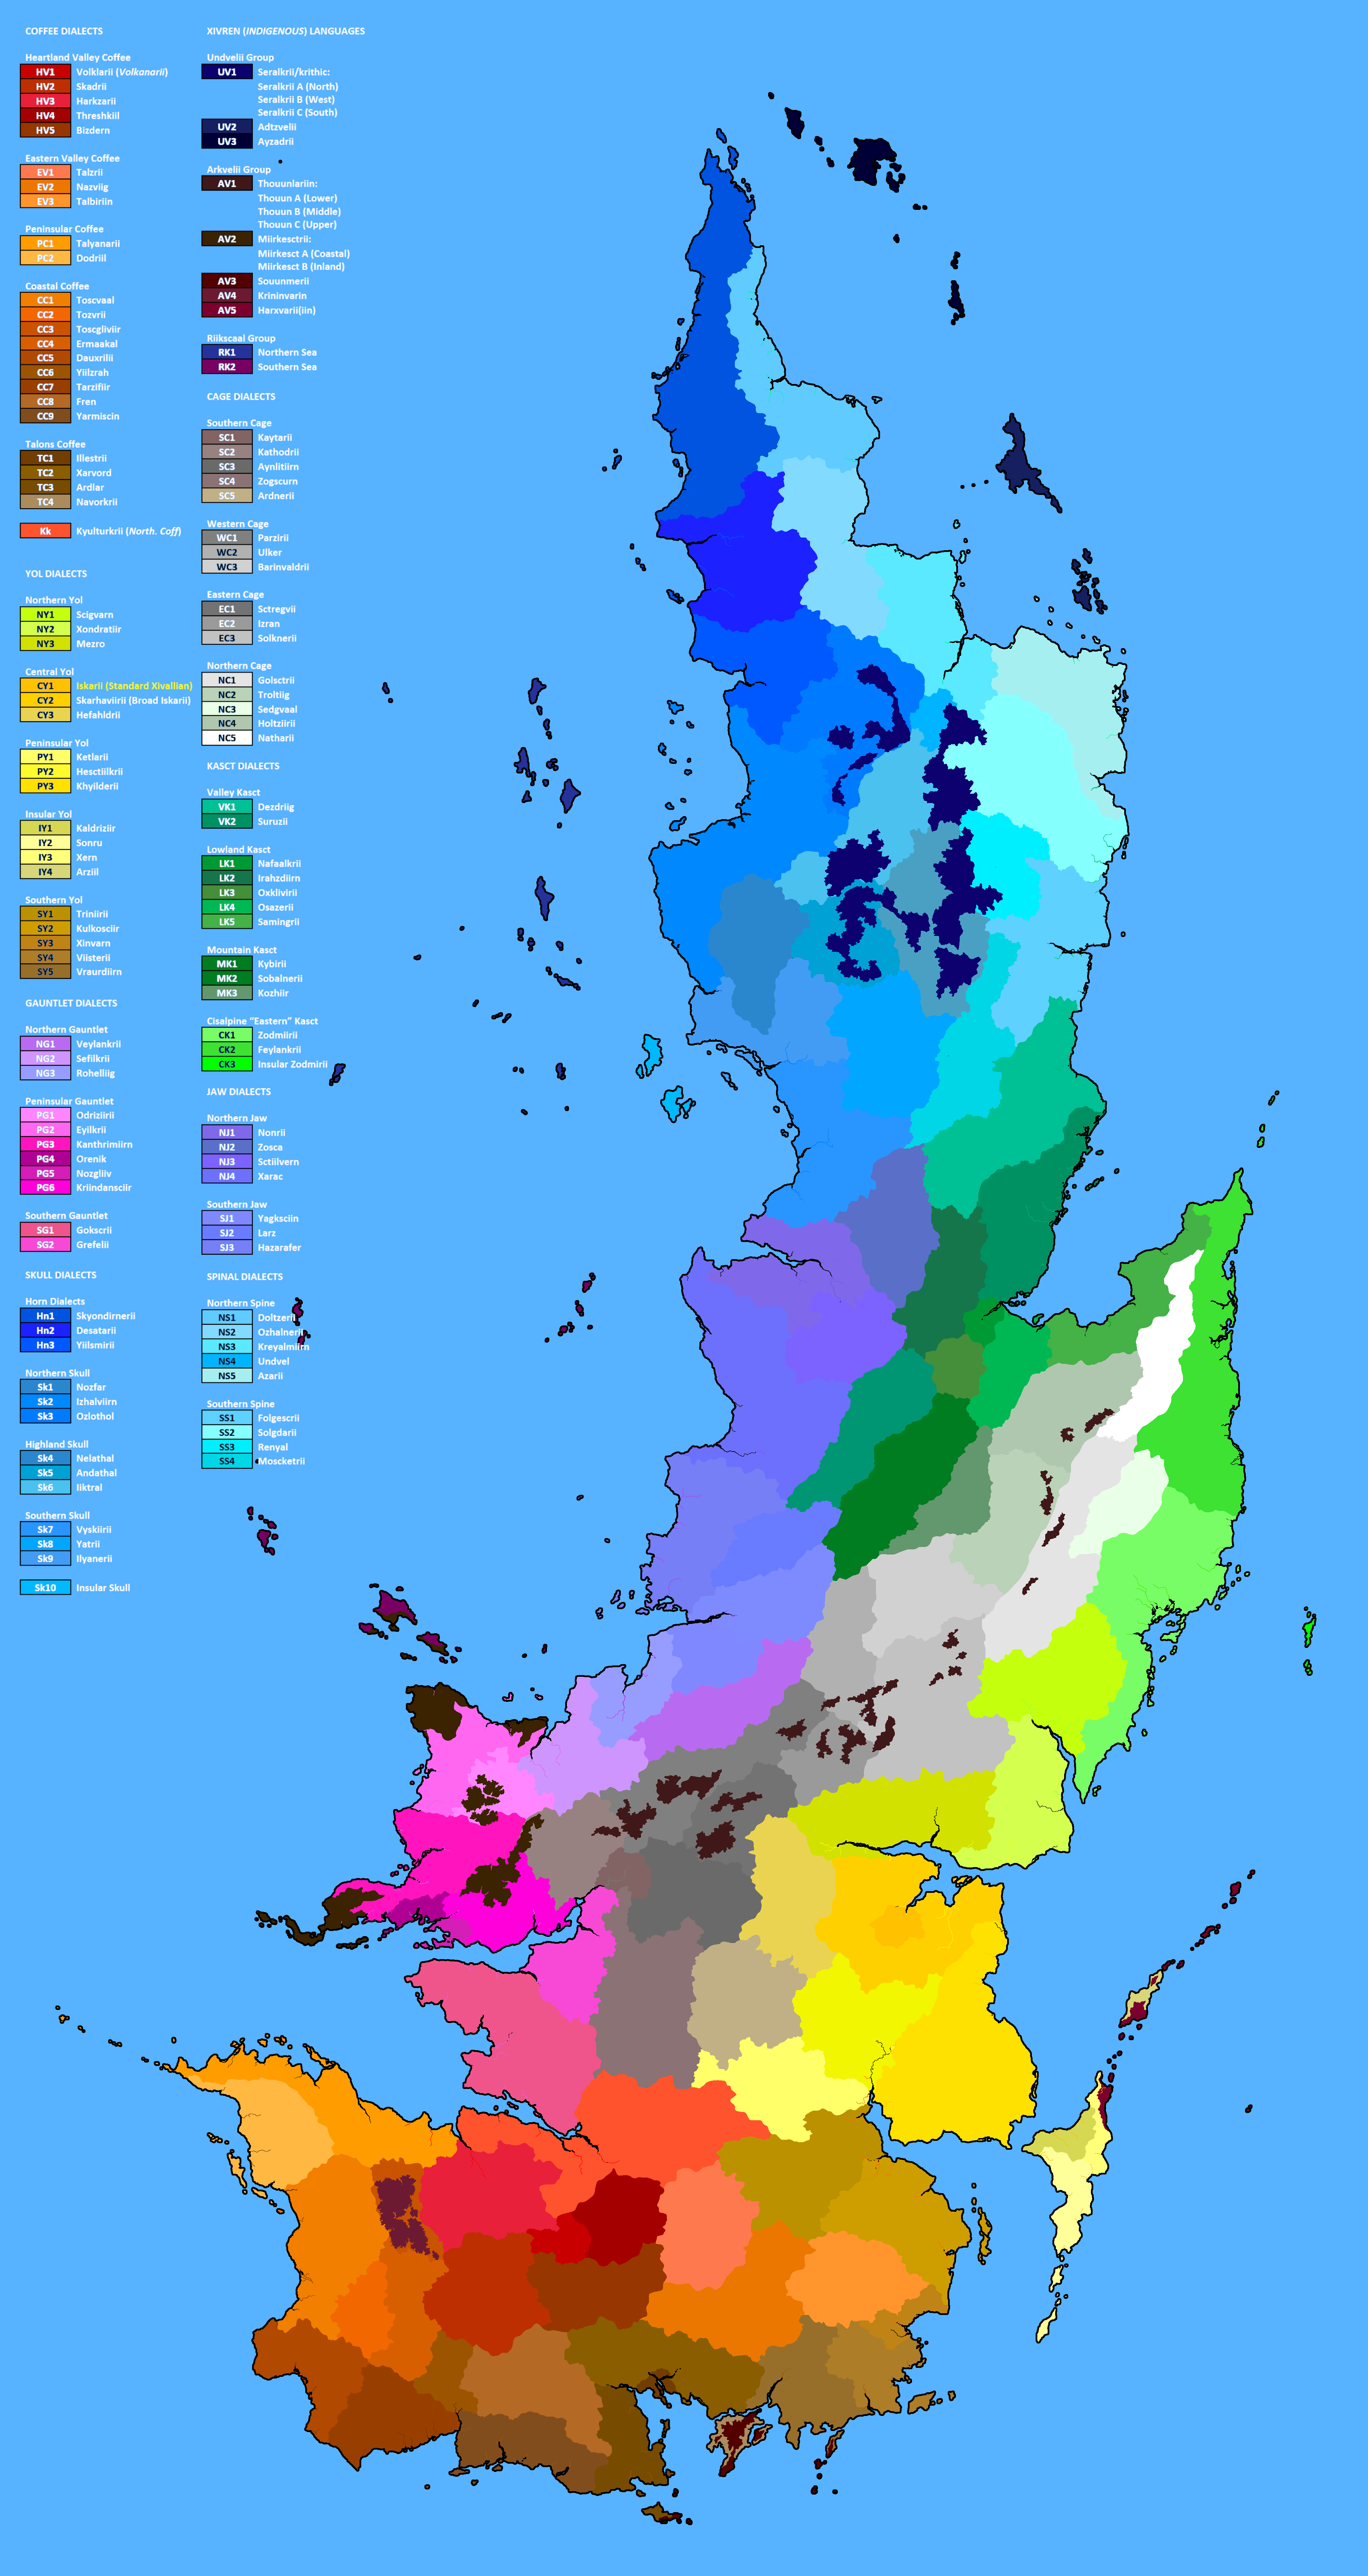 COFFEE DIALECTS
Heartland Valley Coffee
HV1 Volklarii (Volkanarii)
HV2 Skadrii
HV3 Harkzarii
HV4 Threshkiil
HV5 Bizdern
Eastern Valley Coffee
EV1 Talzrii
EV2 Nazviig
EV3 Talbiriin
Peninsular Coffee
PC1 Talyanarii
PC2 Dodriil
Coastal Coffee
CC1 Toscvaal
CC2 Tozvrii
CC3 Toscgliviir
CC4 Ermaakal
CC5 Dauxrilii
CC6 Yiilzrah
CC7 Tarzifiir
CC8 Fren
CC9 Yarmiscin
Talons Coffee
TC1 Illestrii
TC2 Xarvord
TC3 Ardlar
TC4 Navorkrii
Kk Kyulturkrii (North. Coff)
YOL DIALECTS
Northern Yol
NY1 Scigvarn
NY2 Xondratiir
NY3 Mezro
Central Yol
CY1 Iskarii (Standard Xivallian)
CY2 Skarhaviirii (Broad Iskarii)
CY3 Hefahldrii
Peninsular Yol
PY1 Ketlarii
PY2 Hesctiilkrii
PY3 Khyilderii
Insular Yol
IY1 Kaldriziir
IY2 Sonru
IY3 Xern
IY4 Arziil
Southern Yol
SY1 Triniirii
SY2 Kulkosciir
SY3 Xinvarn
SY4 Viisterii
SY5 Vraurdiirn
GAUNTLET DIALECTS
Northern Gauntlet
NG1 Veylankrii
NG2 Sefilkrii
NG3 Rohelliig
Peninsular Gauntlet
PG1 Odriziirii
PG2 Eyilkrii
PG3 Kanthrimiirn
PG4 Orenik
PG5 Nozgliiv
PG6 Kriindansciir
Southern Gauntlet
SG1 Gokscrii
SG2 Grefelii
SKULL DIALECTS
Horn Dialects
Hn1 Skyondirnerii
Hn2 Desatarii
Hn3 Yiilsmirii
Northern Skull
Sk1 Nozfar
Sk2 Izhalviirn
Sk3 Ozlothol
Highland Skull
Sk4 Nelathal
Sk5 Andathal
Sk6 Iiktral
Southern Skull
Sk7 Vyskiirii
Sk8 Yatrii
Sk9 Ilyanerii
Sk10 Insular Skull
XIVREN (INDIGENOUS) LANGUAGES
Undvelii Group
UV1 Seralkrii/krithic:
Seralkrii A (North)
Seralkrii B (West)
Seralkrii C (South)
UV2 Adtzvelii
UV3 Ayzadrii
Arkvelii Group
AV1 Thouunlariin:
Thouun A (Lower)
Thouun B (Middle)
Thouun C (Upper)
AV2 Miirkesctrii:
Miirkesct A (Coastal)
Miirkesct B (Inland)
AV3 Souunmerii
AV4 Krininvarin
AV5 Harxvarii(iin)
Riikscaal Group
RK1 Northern Sea
RK2 Southern Sea
CAGE DIALECTS
Southern Cage
SC1 Kaytarii
SC2 Kathodrii
SC3 Aynlitiirn
SC4 Zogscurn
SC5 Ardnerii
Western Cage
WC1 Parzirii
WC2 Ulker
WC3 Barinvaldrii
Eastern Cage
EC1 Sctregvii
EC2 Izran
EC3 Solknerii
Northern Cage
NC1 Golsctrii
NC2 Troltiig
NC3 Sedgvaal
NC4 Holtziirii
NC5 Natharii
KASCT DIALECTS
Valley Kasct
VK1 Dezdriig
VK2 Suruzii
Lowland Kasct
LK1 Nafaalkrii
LK2 Irahzdiirn
LK3 Oxklivirii
LK4 Osazerii
LK5 Samingrii
Mountain Kasct
MK1 Kybirii
MK2 Sobalnerii
MK3 Kozhiir
Cisalpine “Eastern” Kasct
CK1 Zodmiirii
CK2 Feylankrii
CK3 Insular Zodmirii
JAW DIALECTS
Northern Jaw
NJ1 Nonrii
NJ2 Zosca
NJ3 Sctiilvern
NJ4 Xarac
Southern Jaw
SJ1 Yagksciin
SJ2 Larz
SJ3 Hazarafer
SPINAL DIALECTS
Northern Spine
NS1 Doltzerii
NS2 Ozhalnerii
NS3 Kreyalmiirn
NS4 Undvel
NS5 Azarii
Southern Spine
SS1 Folgescrii
SS2 Solgdarii
SS3 Renyal
SS4 Moscketrii